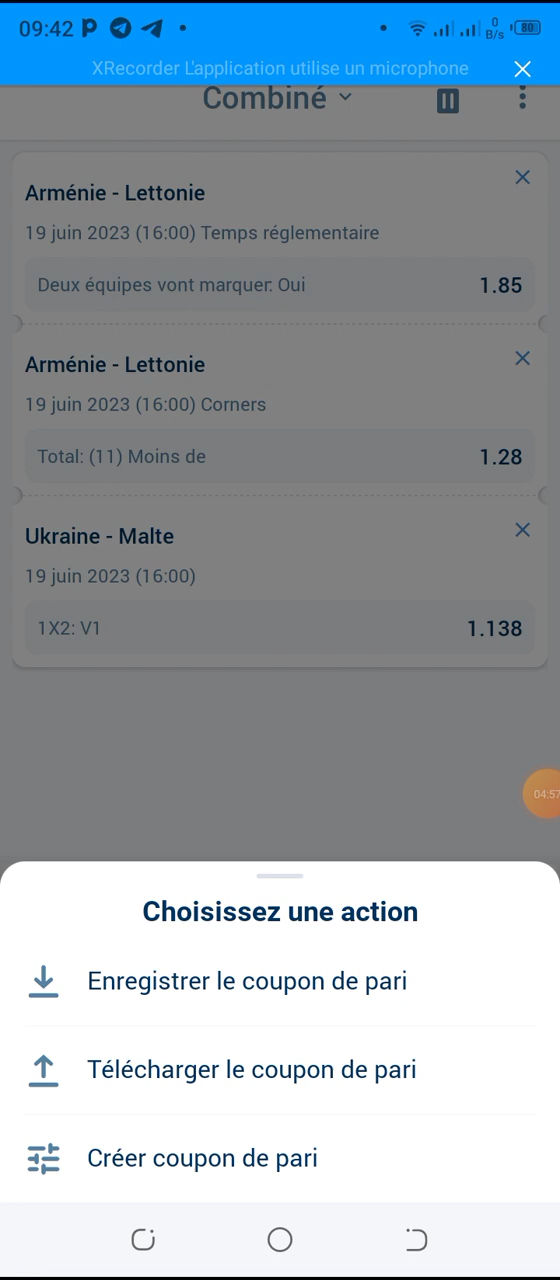 09:42
0
B/s
80
XRecorder L'application utilise un microphone
Combiné
Arménie - Lettonie
19 juin 2023 (16:00) Temps réglementaire
Deux équipes vont marquer: Oui 1.85
Arménie - Lettonie
19 juin 2023 (16:00) Corners
Total: (11) Moins de 1.28
Ukraine - Malte
19 juin 2023 (16:00)
1X2: V1 1.138
04:57
Choisissez une action
Enregistrer le coupon de pari
Télécharger le coupon de pari
Créer coupon de pari